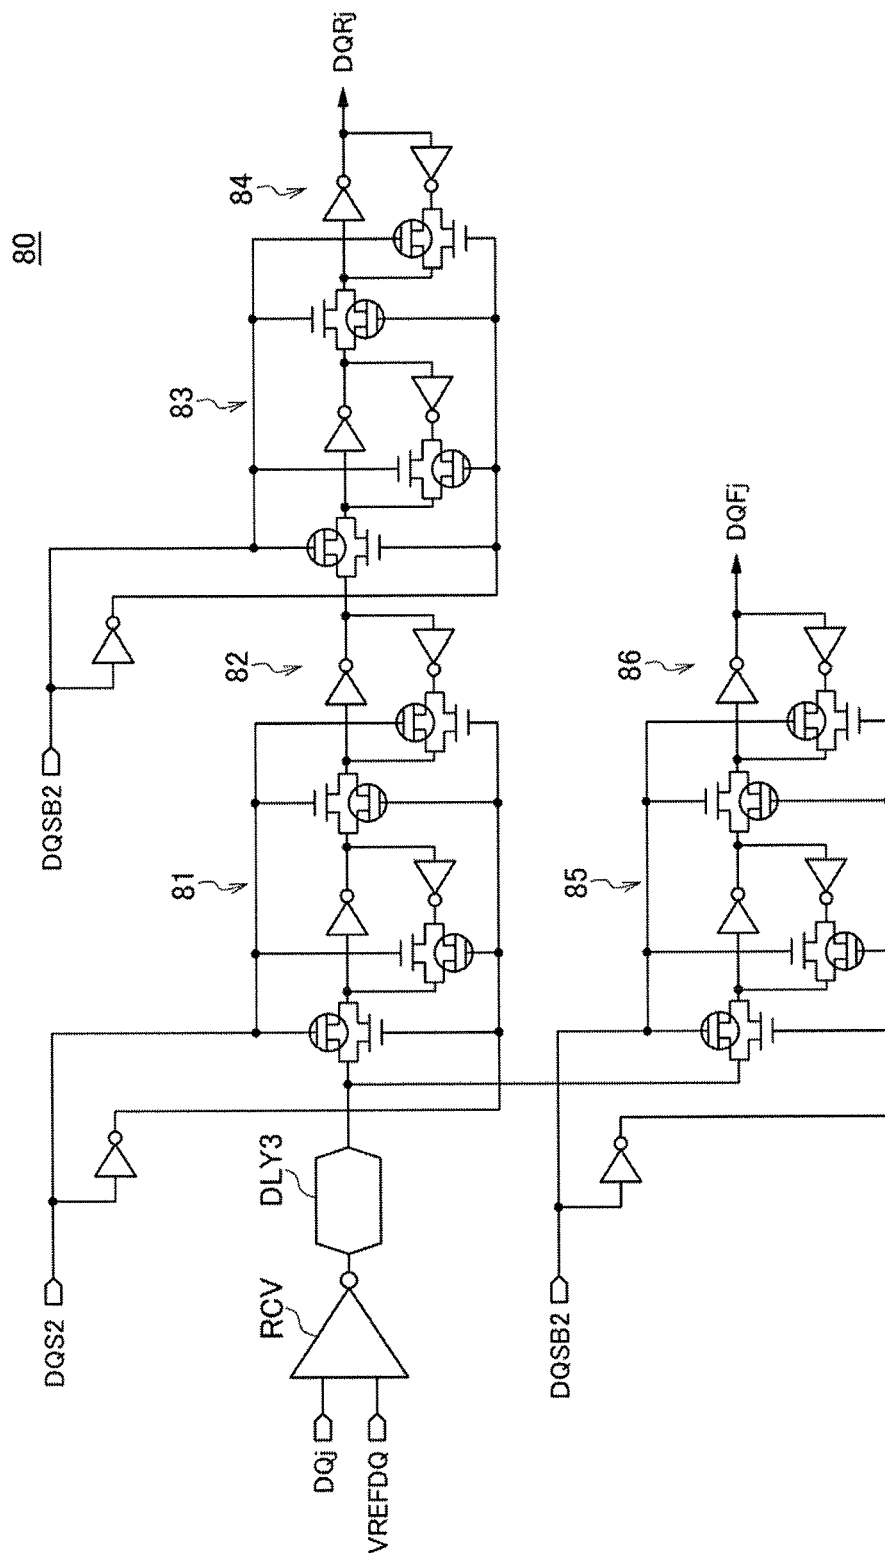 80
DQSB2
83
84
DQRj
DQS2
81
82
DQj
VREFDQ
RCV
DLY3
DQSB2
85
86
DQFj